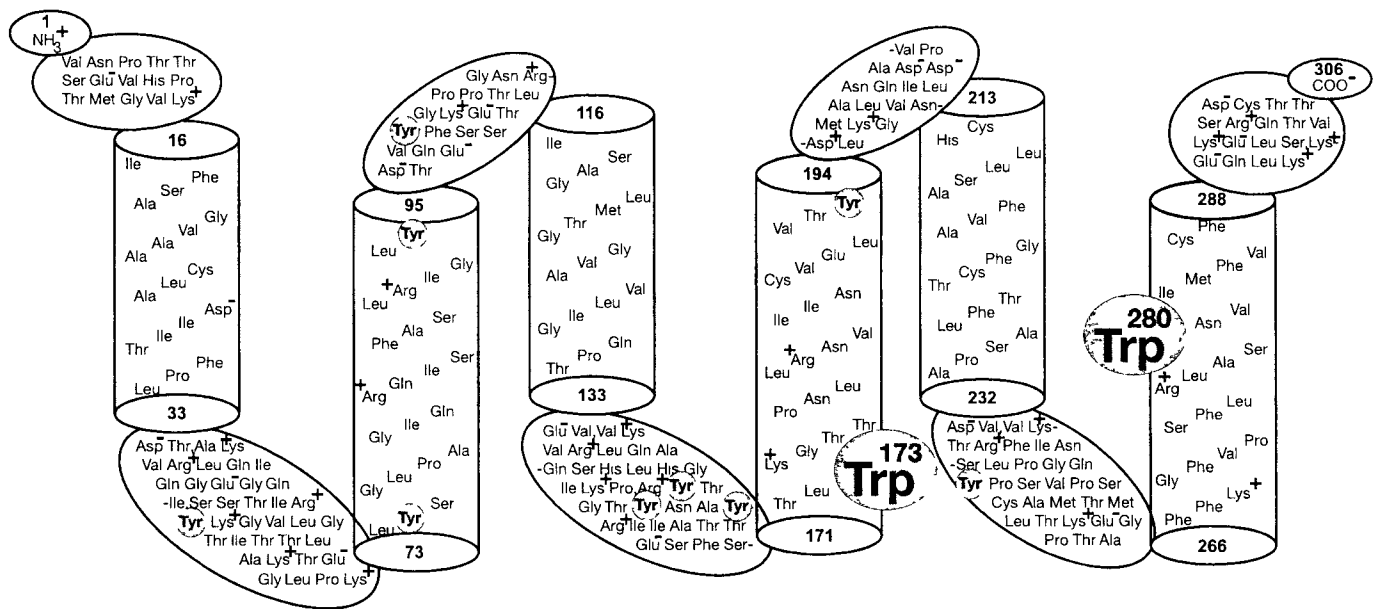 1
NH3+
Val Asn Pro Thr Thr
Ser Glu- Val His Pro
Thr Met Gly Val Lys+
16
Ile
Phe
Ser
Ala
Gly
Val
Ala
Ala
Cys
Leu
Ala
Asp-
Ile
Ile
Thr
Phe
Pro
Leu
33
Asp- Thr Ala Lys+
Val Arg+ Leu Gln Ile
Gln Gly Glu- Gly Gln
-Ile Ser Ser Thr Ile Arg+
Tyr Lys+ Gly Val Leu Gly
Thr Ile Thr Thr Leu
Ala Lys+ Thr Glu-
Gly Leu Pro Lys+
Gly Asn Arg+-
Pro Pro Thr Leu
Gly Lys+ Glu- Thr
Tyr Phe Ser Ser
Val Gln Glu-
Asp- Thr
95
Tyr
Leu
Gly
Ile
+Arg
Leu
Ser
Ala
Phe
Ser
Ile
Gln
+Arg
Gln
Ile
Gly
Ala
Pro
Leu
Gly
Ser
Tyr
Leu
73
116
Ile
Ser
Ala
Gly
Leu
Met
Thr
Gly
Gly
Val
Ala
Val
Leu
Ile
Gly
Gln
Pro
Thr
133
Glu- Val Val Lys+
Val Arg+ Leu Gln Ala
-Gln Ser His Leu His Gly
Ile Lys+ Pro Arg+ Tyr Thr
Gly Thr Tyr Asn Ala Tyr
Arg+ Ile Ile Ala Thr Thr
Glu- Ser Phe Ser-
-Val Pro
Ala Asp- Asp-
Asn Gln Ile Leu
Ala Leu Val Asn-
Met Lys+ Gly
-Asp- Leu
194
Tyr
Thr
Val
Leu
Glu
Val
Cys
Asn
Ile
Ile
Val
Asn
+Arg
Leu
Leu
Asn
Pro
Thr
Thr
Gly
+Lys
173
Trp
Leu
Thr
171
213
Cys
His
Leu
Leu
Ser
Ala
Phe
Val
Ala
Gly
Phe
Cys
Thr
Thr
Phe
Leu
Ala
Ser
Pro
Ala
232
Asp- Val Val Lys+-
Thr Arg+ Phe Ile Asn
-Ser Leu Pro Gly Gln
Tyr Pro Ser Val Pro Ser
Cys Ala Met Thr Met
Leu Thr Lys+ Glu- Gly
Pro Thr Ala
306
COO-
Asp- Cys Thr Thr
Ser Arg+ Gln Thr Val
Lys+ Glu- Leu Ser Lys+
Glu- Gln Leu Lys+
288
Phe
Cys
Val
Phe
Met
Ile
Val
Asn
280
Trp
Ser
Ala
Leu
+Arg
Leu
Phe
Ser
Pro
Val
Phe
Gly
Lys+
Phe
Phe
266